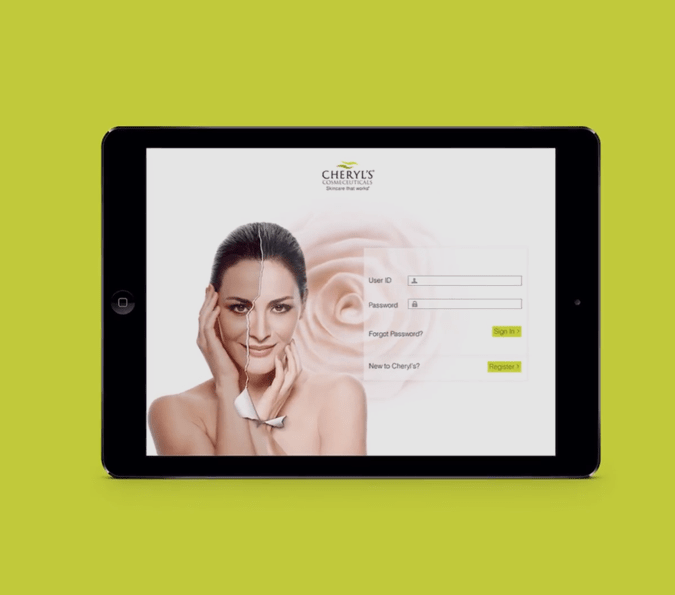 CHERYL'S
COSMECEUTICALS
Skincare that works!
User ID
Password
Forgot Password?
Sign In >
New to Cheryl's?
Register >